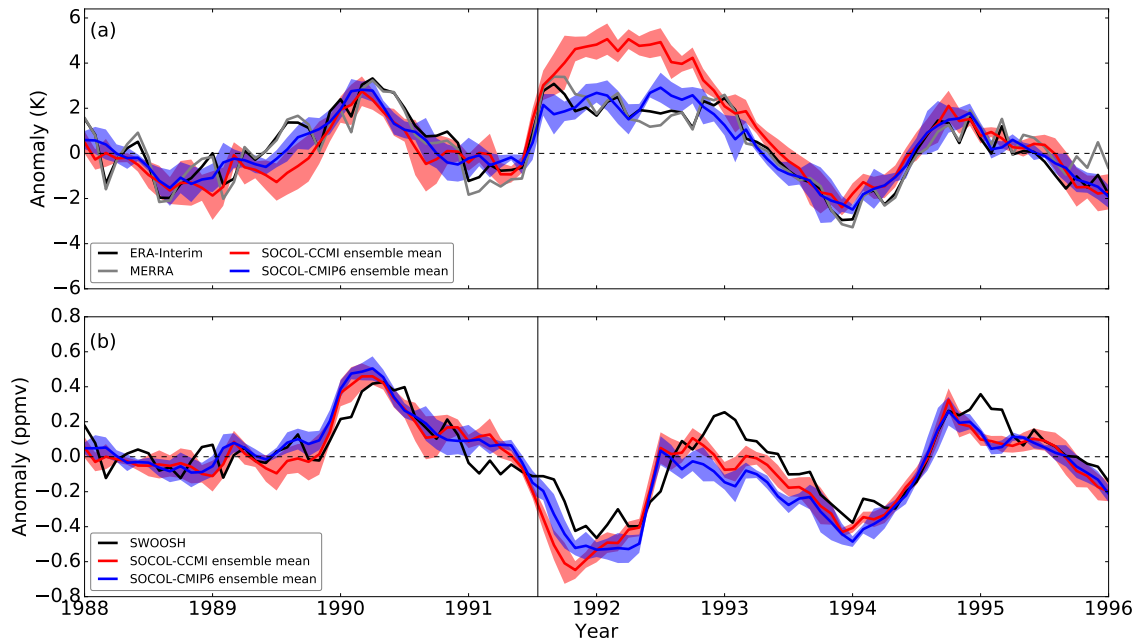 (a)
Anomaly (K)
6
4
2
0
−2
−4
−6
ERA-Interim
MERRA
SOCOL-CCMI ensemble mean
SOCOL-CMIP6 ensemble mean
(b)
Anomaly (ppmv)
0.8
0.6
0.4
0.2
0.0
−0.2
−0.4
−0.6
−0.8
SWOOSH
SOCOL-CCMI ensemble mean
SOCOL-CMIP6 ensemble mean
1988 1989 1990 1991 1992 1993 1994 1995 1996
Year